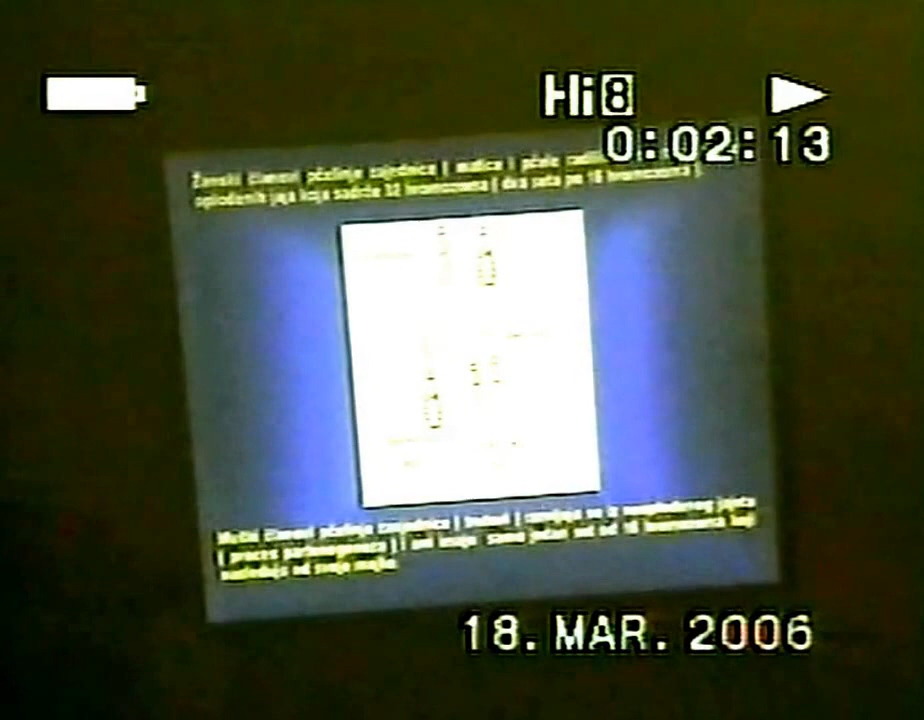 Hi8
0:02:13
Ženski članovi pčelinje zajednice ( matica i pčele
oplođenih jaja koja sadrže 32 hromozoma ( dva seta po 16 hromozoma ).
Muški članovi pčelinje zajednice ( trutovi ) razvijaju se iz neoplođenog jajeta
( proces partenogeneze ) i oni imaju samo jedan set od 16 hromozoma koji
nasleđuju od svoje majke.
18. MAR. 2006